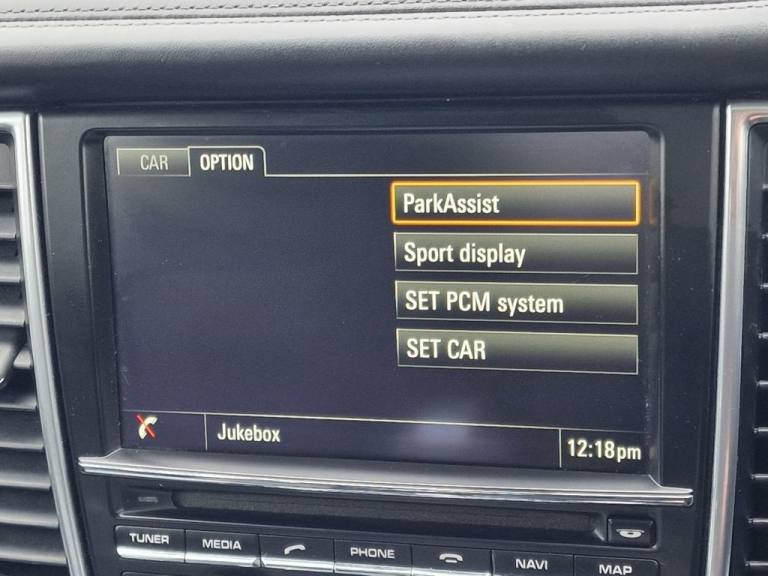 CAR OPTION
ParkAssist
Sport display
SET PCM system
SET CAR
Jukebox 12:18pm
TUNER MEDIA PHONE NAVI MAP